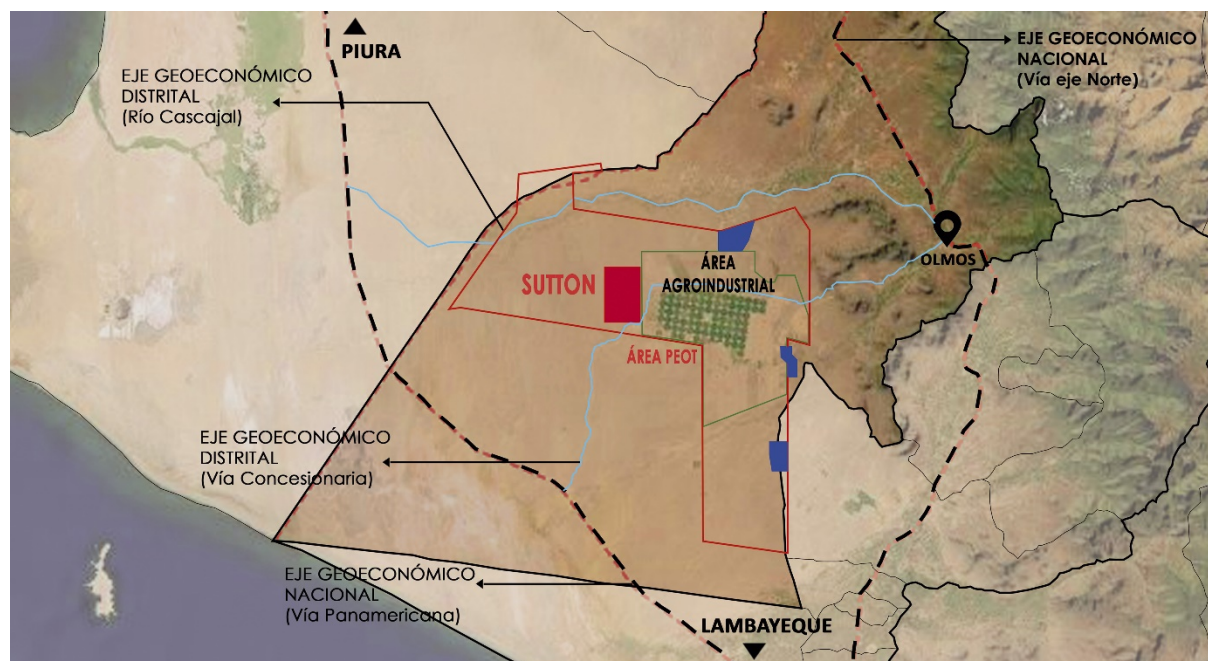 PIURA
EJE GEOECONÓMICO
NACIONAL
(Vía eje Norte)
EJE GEOECONÓMICO
DISTRITAL
(Río Cascajal)
OLMOS
ÁREA
AGROINDUSTRIAL
SUTTON
ÁREA PEOT
EJE GEOECONÓMICO
DISTRITAL
(Vía Concesionaria)
EJE GEOECONÓMICO
NACIONAL
(Vía Panamericana)
LAMBAYEQUE